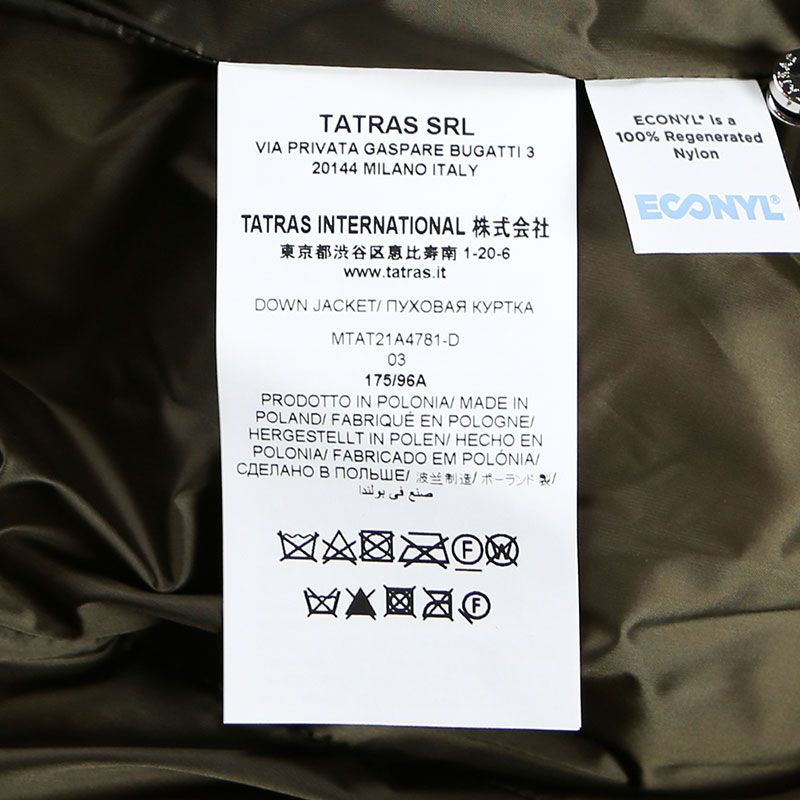 TATRAS SRL
VIA PRIVATA GASPARE BUGATTI 3
20144 MILANO ITALY
TATRAS INTERNATIONAL 株式会社
東京都渋谷区恵比寿南 1-20-6
www.tatras.it
DOWN JACKET/ ПУХОВАЯ КУРТКА
MTAT21A4781-D
03
175/96A
PRODOTTO IN POLONIA/ MADE IN
POLAND/ FABRIQUÉ EN POLOGNE/
HERGESTELLT IN POLEN/ HECHO EN
POLONIA/ FABRICADO EM POLÓNIA/
СДЕЛАНО В ПОЛЬШЕ/ 波兰制造/ ポーランド製/
صنع في بولندا
F W
F
ECONYL® is a
100% Regenerated
Nylon
ECONYL®